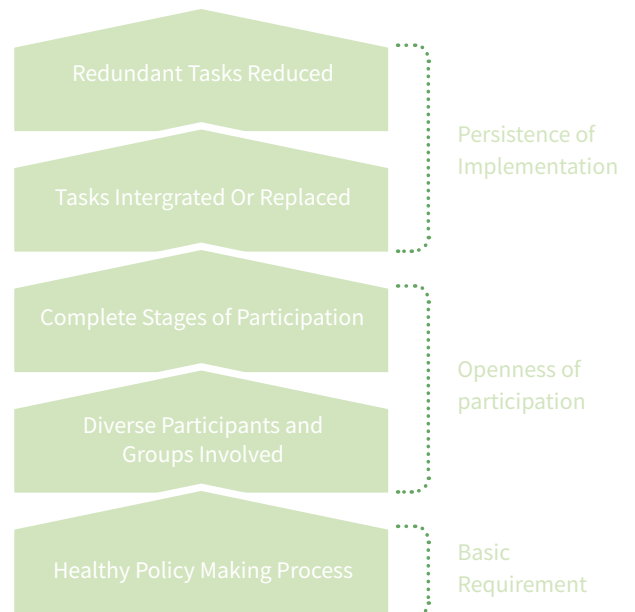 Redundant Tasks Reduced
Persistence of
Implementation
Tasks Intergrated Or Replaced
Complete Stages of Participation
Openness of
participation
Diverse Participants and
Groups Involved
Basic
Requirement
Healthy Policy Making Process